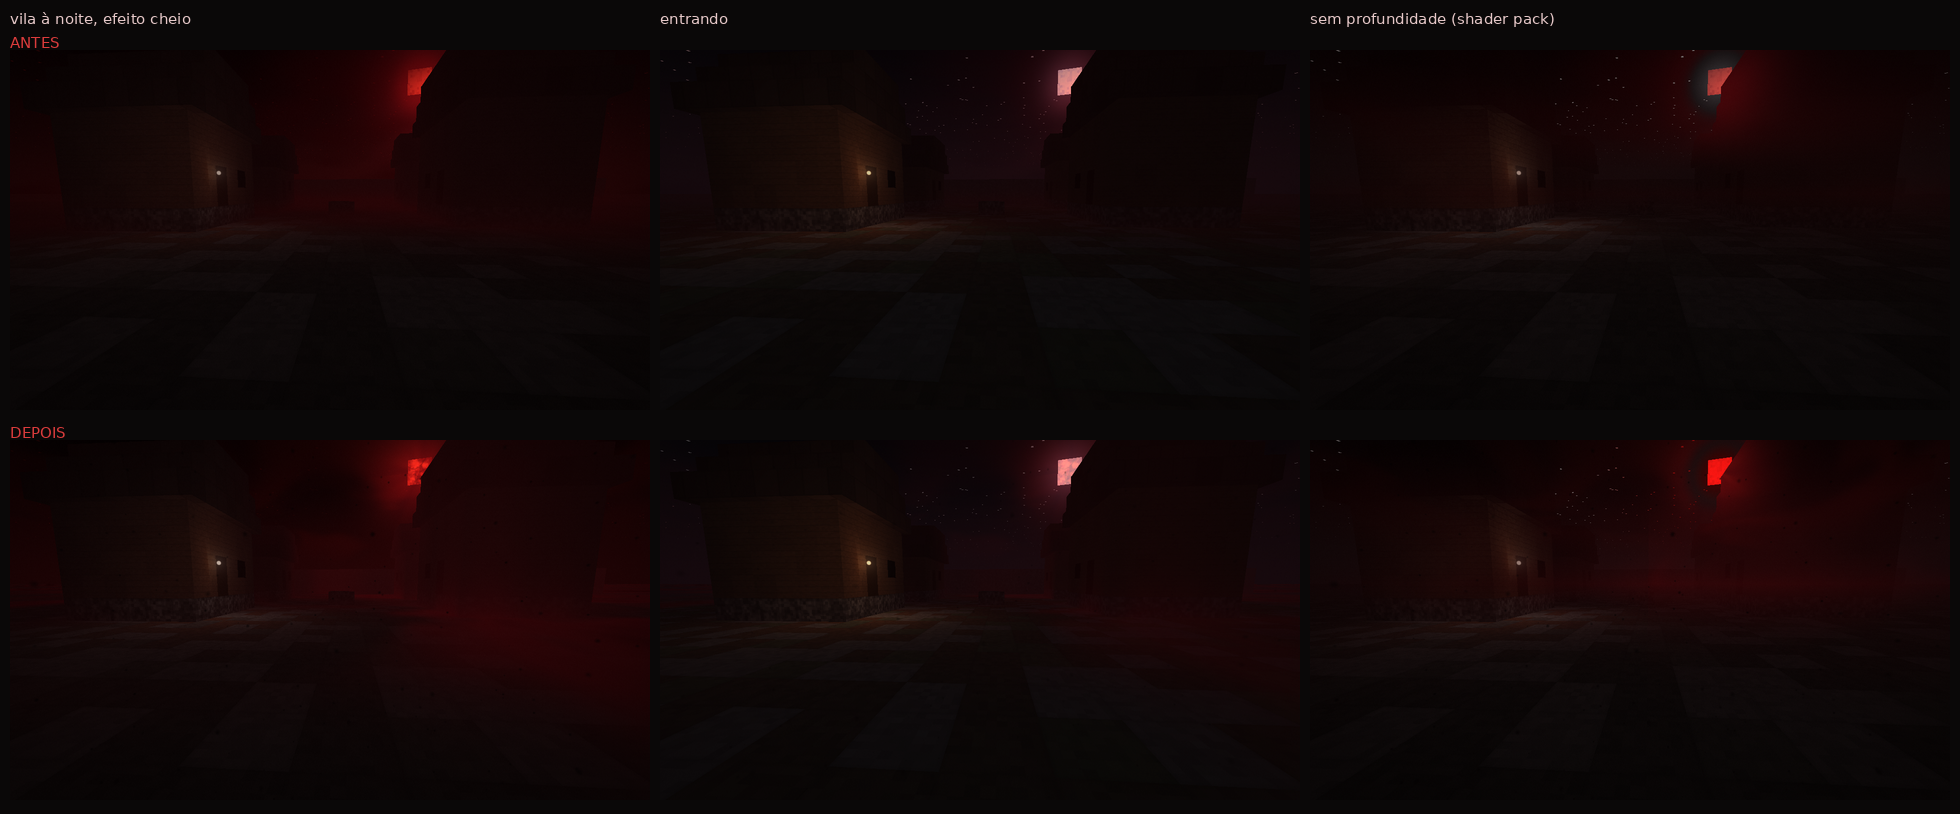 vila à noite, efeito cheio
entrando
sem profundidade (shader pack)
ANTES
DEPOIS